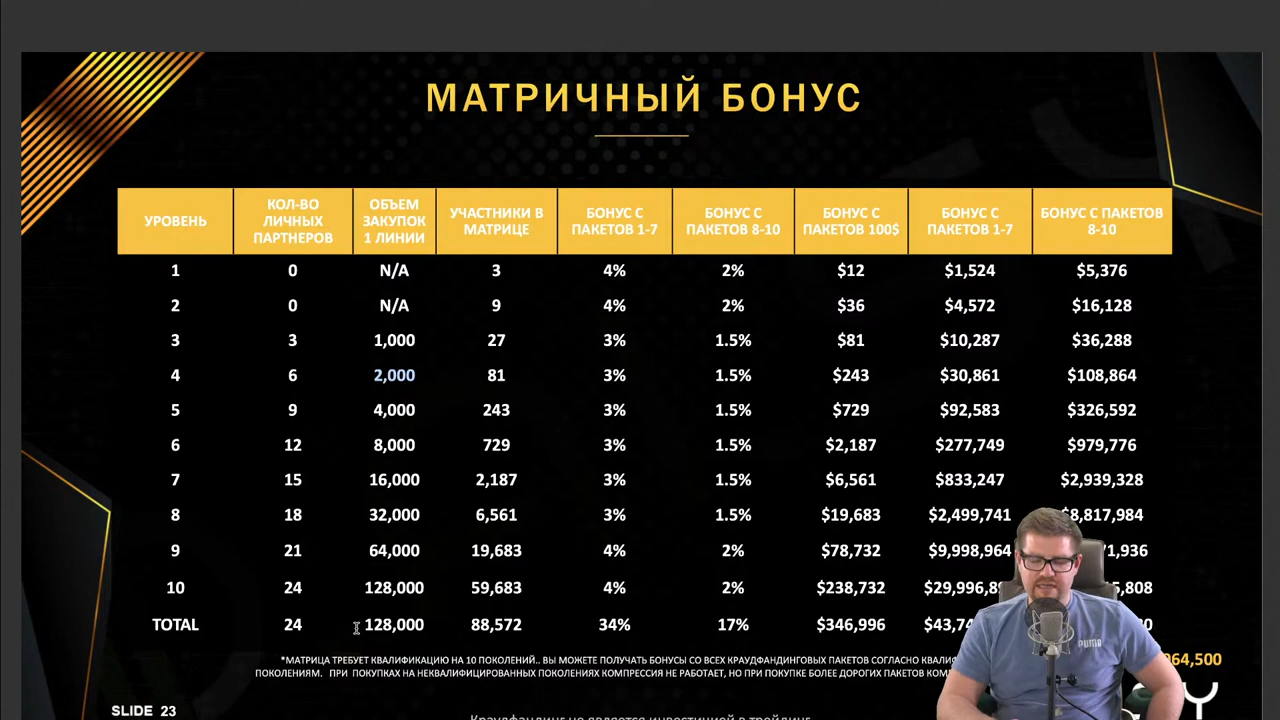 МАТРИЧНЫЙ БОНУС
УРОВЕНЬ
КОЛ-ВО
ЛИЧНЫХ
ПАРТНЕРОВ
ОБЪЕМ
ЗАКУПОК
1 ЛИНИИ
УЧАСТНИКИ В
МАТРИЦЕ
БОНУС С
ПАКЕТОВ 1-7
БОНУС С
ПАКЕТОВ 8-10
БОНУС С
ПАКЕТОВ 100$
БОНУС С
ПАКЕТОВ 1-7
БОНУС С ПАКЕТОВ
8-10
1 0 N/A 3 4% 2% $12 $1,524 $5,376
2 0 N/A 9 4% 2% $36 $4,572 $16,128
3 3 1,000 27 3% 1.5% $81 $10,287 $36,288
4 6 2,000 81 3% 1.5% $243 $30,861 $108,864
5 9 4,000 243 3% 1.5% $729 $92,583 $326,592
6 12 8,000 729 3% 1.5% $2,187 $277,749 $979,776
7 15 16,000 2,187 3% 1.5% $6,561 $833,247 $2,939,328
8 18 32,000 6,561 3% 1.5% $19,683 $2,499,741 $8,817,984
9 21 64,000 19,683 4% 2% $78,732 $9,998,964
10 24 128,000 59,683 4% 2% $238,732
TOTAL 24 128,000 88,572 34% 17% $346,996
*МАТРИЦА ТРЕБУЕТ КВАЛИФИКАЦИЮ НА 10 ПОКОЛЕНИЙ.. ВЫ МОЖЕТЕ ПОЛУЧАТЬ БОНУСЫ СО ВСЕХ КРАУДФАНДИНГОВЫХ ПАКЕТОВ СОГЛАСНО
ПОКОЛЕНИЯМ. ПРИ ПОКУПКАХ НА НЕКВАЛИФИЦИРОВАННЫХ ПОКОЛЕНИЯХ КОМПРЕССИЯ НЕ РАБОТАЕТ, НО ПРИ ПОКУПКЕ БОЛЕЕ ДОРОГИХ ПАКЕТОВ
SLIDE 23
Краудфандинг не является инвестицией в трейдинг
PUMA